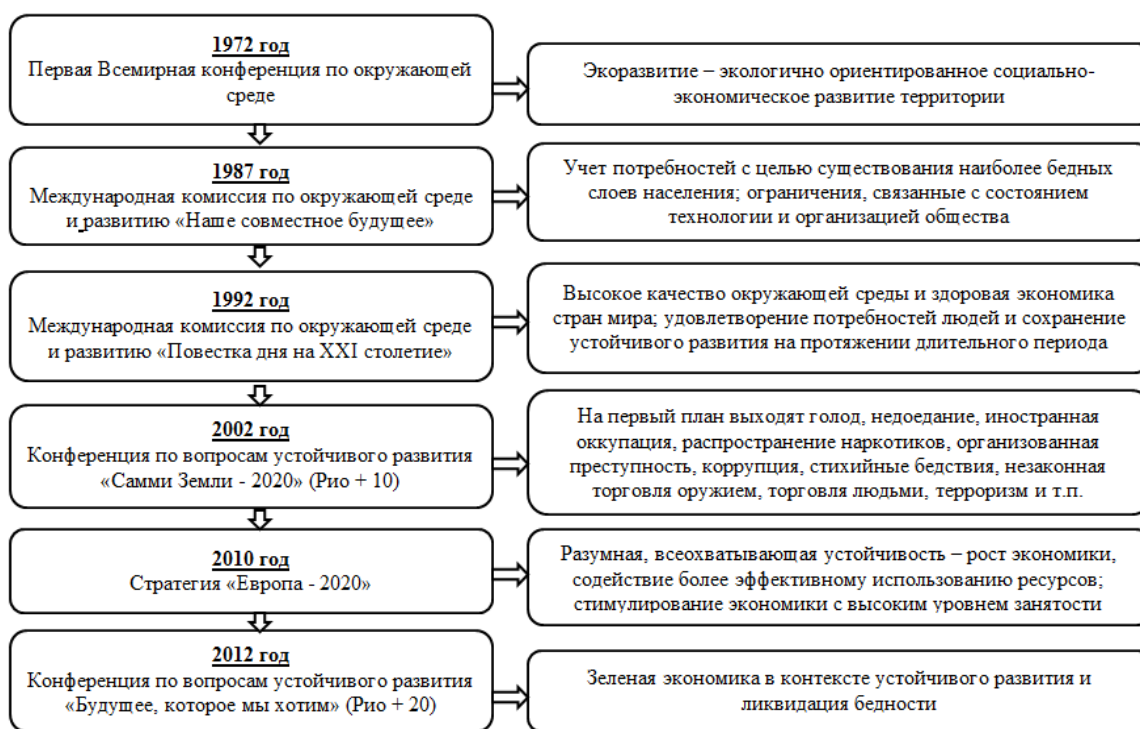 1972 год
Первая Всемирная конференция по окружающей
среде
Экоразвитие – экологично ориентированное социально-
экономическое развитие территории
1987 год
Международная комиссия по окружающей среде
и развитию «Наше совместное будущее»
Учет потребностей с целью существования наиболее бедных
слоев населения; ограничения, связанные с состоянием
технологии и организацией общества
1992 год
Международная комиссия по окружающей среде
и развитию «Повестка дня на XXI столетие»
Высокое качество окружающей среды и здоровая экономика
стран мира; удовлетворение потребностей людей и сохранение
устойчивого развития на протяжении длительного периода
2002 год
Конференция по вопросам устойчивого развития
«Самми Земли - 2020» (Рио + 10)
На первый план выходят голод, недоедание, иностранная
оккупация, распространение наркотиков, организованная
преступность, коррупция, стихийные бедствия, незаконная
торговля оружием, торговля людьми, терроризм и т.п.
2010 год
Стратегия «Европа - 2020»
Разумная, всеохватывающая устойчивость – рост экономики,
содействие более эффективному использованию ресурсов;
стимулирование экономики с высоким уровнем занятости
2012 год
Конференция по вопросам устойчивого развития
«Будущее, которое мы хотим» (Рио + 20)
Зеленая экономика в контексте устойчивого развития и
ликвидация бедности